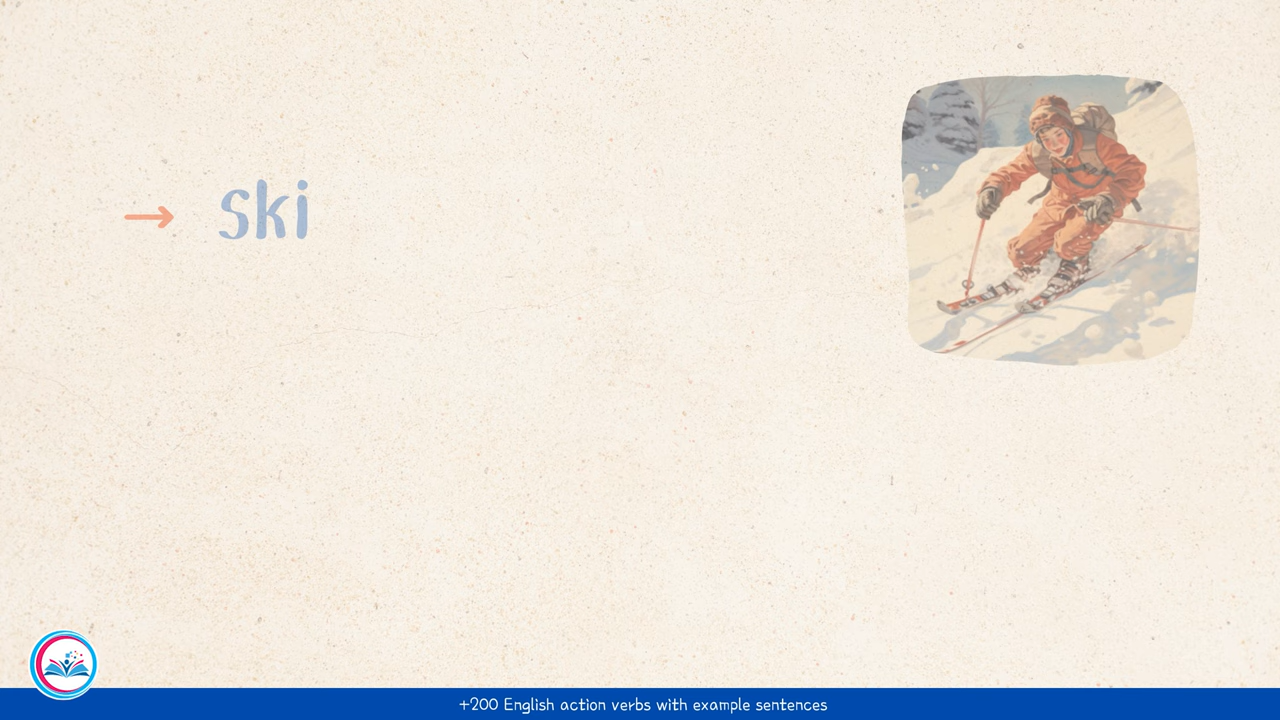 → ski
+200 English action verbs with example sentences